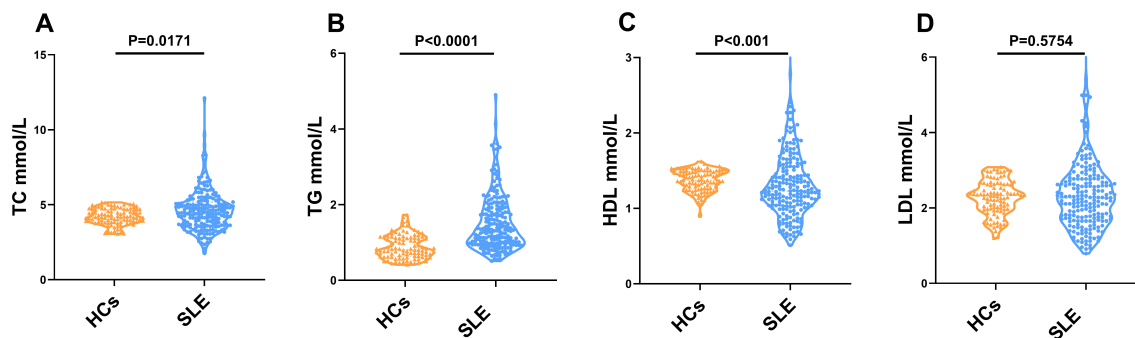 A
P=0.0171
TC mmol/L
15
10
5
0
HCs
SLE
B
P<0.0001
TG mmol/L
6
4
2
0
HCs
SLE
C
P<0.001
HDL mmol/L
3
2
1
0
HCs
SLE
D
P=0.5754
LDL mmol/L
6
4
2
0
HCs
SLE